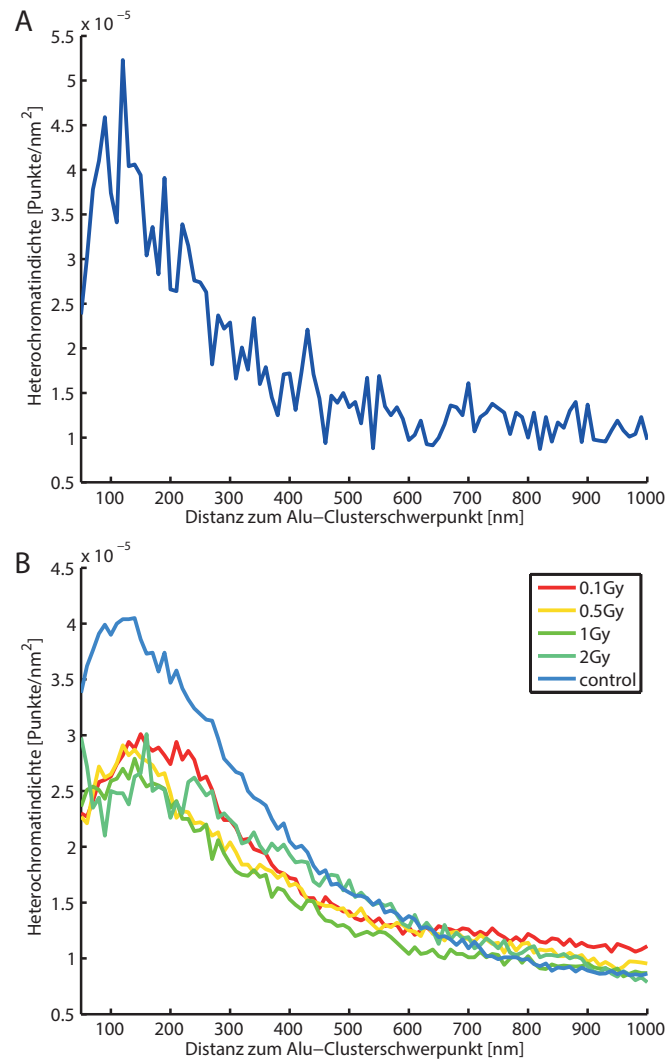 A
x 10 −5
5.5
5
4.5
4
3.5
3
2.5
2
1.5
1
0.5
Heterochromatindichte [Punkte/nm2]
100 200 300 400 500 600 700 800 900 1000
Distanz zum Alu−Clusterschwerpunkt [nm]
B
x 10 −5
4.5
4
3.5
3
2.5
2
1.5
1
0.5
Heterochromatindichte [Punkte/nm2]
0.1Gy
0.5Gy
1Gy
2Gy
control
100 200 300 400 500 600 700 800 900 1000
Distanz zum Alu−Clusterschwerpunkt [nm]